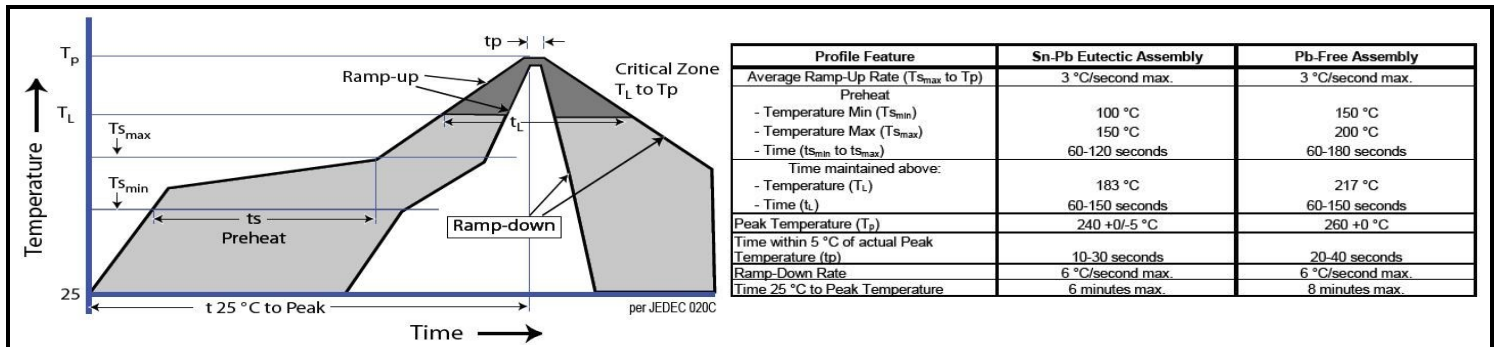 tp
Tp
Ramp-up
Critical Zone
TL to Tp
TL
tL
Tsmax
Tsmin
ts
Preheat
Ramp-down
Temperature
25
t 25 °C to Peak
per JEDEC 020C
Time
Profile Feature Sn-Pb Eutectic Assembly Pb-Free Assembly
Average Ramp-Up Rate (Tsmax to Tp) 3 °C/second max. 3 °C/second max.
Preheat
- Temperature Min (Tsmin) 100 °C 150 °C
- Temperature Max (Tsmax) 150 °C 200 °C
- Time (tsmin to tsmax) 60-120 seconds 60-180 seconds
Time maintained above:
- Temperature (TL) 183 °C 217 °C
- Time (tL) 60-150 seconds 60-150 seconds
Peak Temperature (Tp) 240 +0/-5 °C 260 +0 °C
Time within 5 °C of actual Peak
Temperature (tp) 10-30 seconds 20-40 seconds
Ramp-Down Rate 6 °C/second max. 6 °C/second max.
Time 25 °C to Peak Temperature 6 minutes max. 8 minutes max.